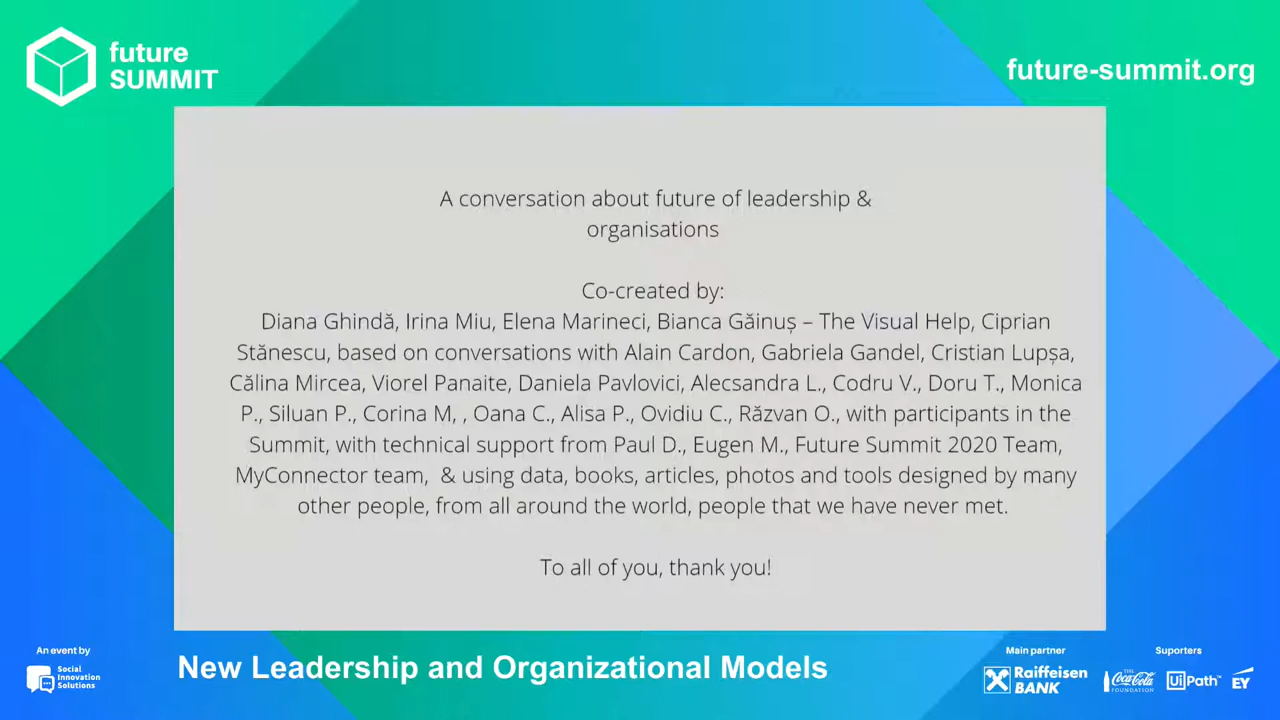 future
SUMMIT
future-summit.org
A conversation about future of leadership &
organisations
Co-created by:
Diana Ghindă, Irina Miu, Elena Marineci, Bianca Găinuș – The Visual Help, Ciprian
Stănescu, based on conversations with Alain Cardon, Gabriela Gandel, Cristian Lupșa,
Călina Mircea, Viorel Panaite, Daniela Pavlovici, Alecsandra L., Codru V., Doru T., Monica
P., Siluan P., Corina M, , Oana C., Alisa P., Ovidiu C., Răzvan O., with participants in the
Summit, with technical support from Paul D., Eugen M., Future Summit 2020 Team,
MyConnector team,  & using data, books, articles, photos and tools designed by many
other people, from all around the world, people that we have never met.
To all of you, thank you!
An event by
Social
Innovation
Solutions
New Leadership and Organizational Models
Main partner
Raiffeisen
BANK
Supporters
THE
Coca-Cola
FOUNDATION
UiPath™
EY